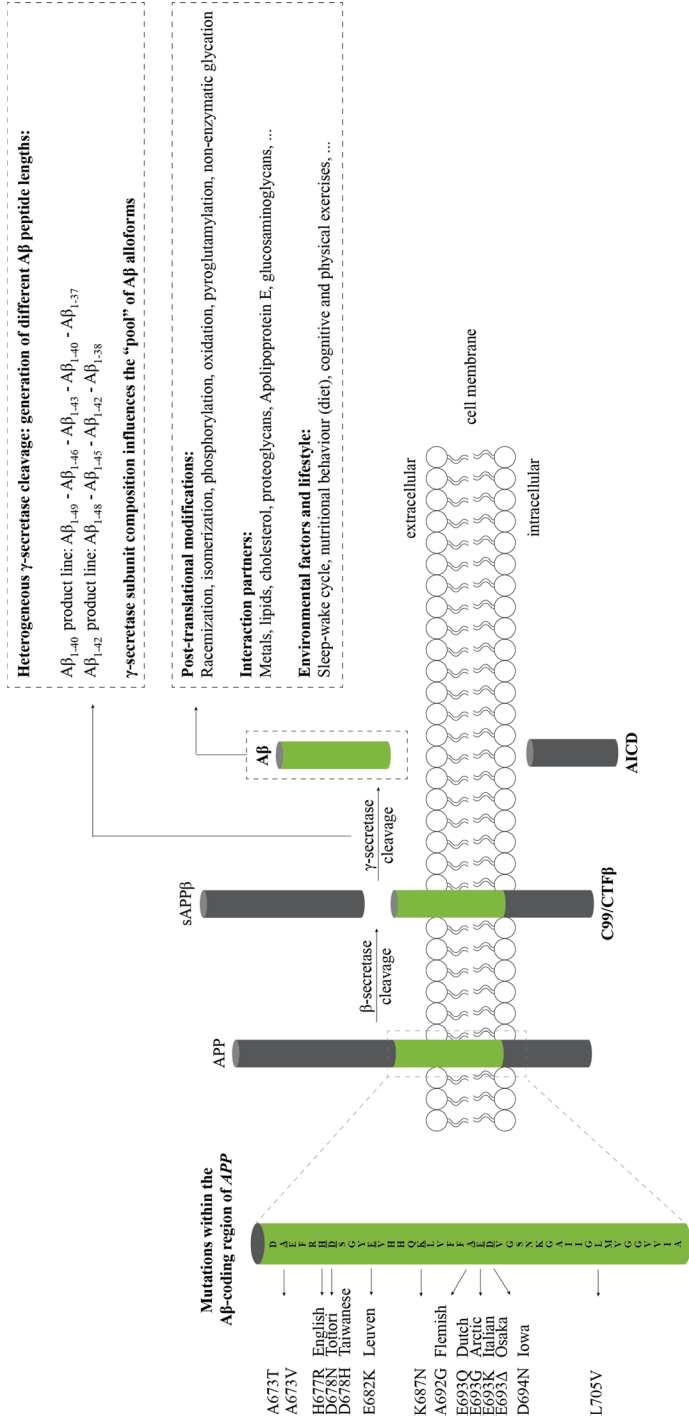 Mutations within the
Aβ-coding region of APP
A673T
A673V
H677R English
D678N Tottori
D678H Taiwanese
E682K Leuven
K687N
A692G Flemish
E693Q Dutch
E693G Arctic
E693K Italian
E693Δ Osaka
D694N Iowa
L705V
D
A
E
F
R
H
D
S
G
Y
E
V
H
H
Q
K
L
V
F
F
A
E
D
V
G
S
N
K
G
A
I
I
G
L
M
V
G
G
V
V
I
A
APP
β-secretase
cleavage
sAPPβ
C99/CTFβ
γ-secretase
cleavage
Aβ
AICD
extracellular
cell membrane
intracellular
Heterogeneous γ-secretase cleavage: generation of different Aβ peptide lengths:
Aβ1-40 product line: Aβ1-49 - Aβ1-46 - Aβ1-43 - Aβ1-40 - Aβ1-37
Aβ1-42 product line: Aβ1-48 - Aβ1-45 - Aβ1-42 - Aβ1-38
γ-secretase subunit composition influences the “pool” of Aβ alloforms
Post-translational modifications:
Racemization, isomerization, phosphorylation, oxidation, pyroglutamylation, non-enzymatic glycation
Interaction partners:
Metals, lipids, cholesterol, proteoglycans, Apolipoprotein E, glucosaminoglycans, ...
Environmental factors and lifestyle:
Sleep-wake cycle, nutritional behaviour (diet), cognitive and physical exercises, ...